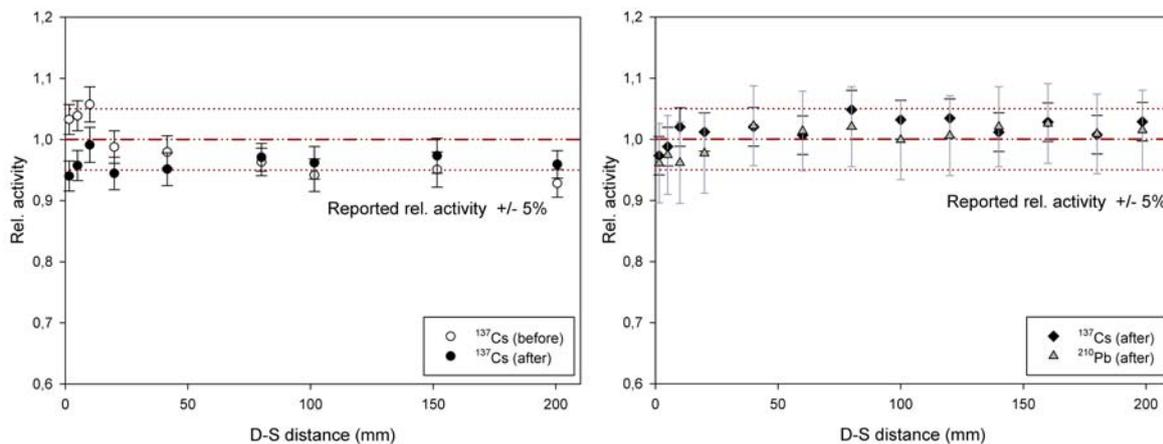 1,2
1,1
1,0
0,9
0,8
0,7
0,6
Rel. activity
Reported rel. activity +/- 5%
137Cs (before)
137Cs (after)
0
50
100
150
200
D-S distance (mm)
1,2
1,1
1,0
0,9
0,8
0,7
0,6
Rel. activity
Reported rel. activity +/- 5%
137Cs (after)
210Pb (after)
0
50
100
150
200
D-S distance (mm)